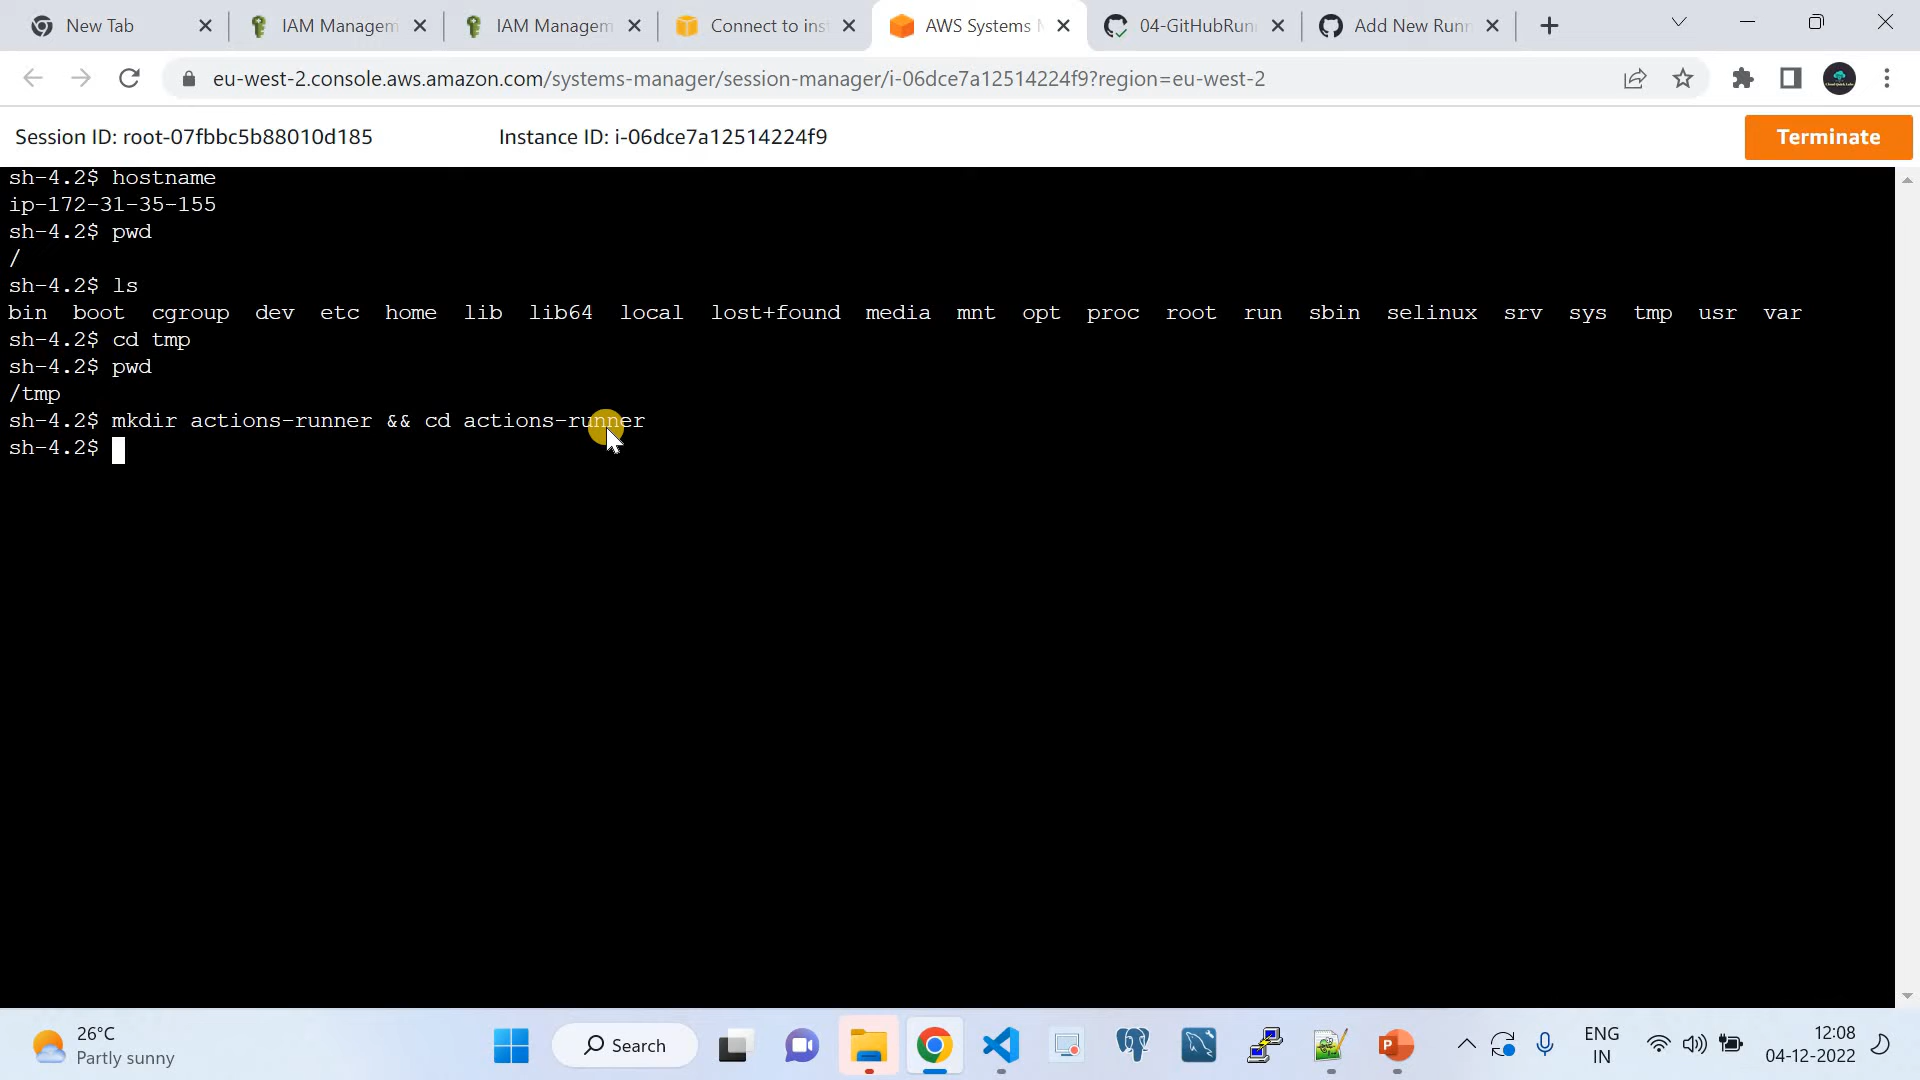 New Tab
IAM Managem
IAM Managem
Connect to inst
AWS Systems M
04-GitHubRun
Add New Runn
eu-west-2.console.aws.amazon.com/systems-manager/session-manager/i-06dce7a12514224f9?region=eu-west-2
Session ID: root-07fbbc5b88010d185
Instance ID: i-06dce7a12514224f9
Terminate
sh-4.2$ hostname
ip-172-31-35-155
sh-4.2$ pwd
/
sh-4.2$ ls
bin boot cgroup dev etc home lib lib64 local lost+found media mnt opt proc root run sbin selinux srv sys tmp usr var
sh-4.2$ cd tmp
sh-4.2$ pwd
/tmp
sh-4.2$ mkdir actions-runner && cd actions-runner
sh-4.2$
26°C
Partly sunny
Search
ENG
IN
12:08
04-12-2022